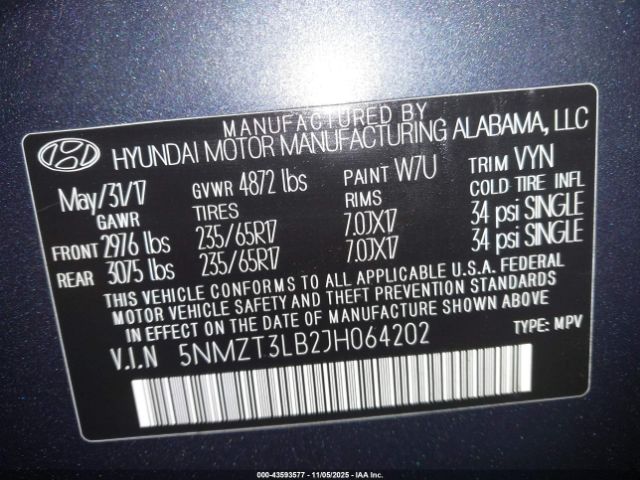 MANUFACTURED BY
HYUNDAI MOTOR MANUFACTURING ALABAMA, LLC
May/31/17 GVWR 4872 lbs PAINT W7U TRIM VYN
GAWR TIRES RIMS COLD TIRE INFL
FRONT 2976 lbs 235/65R17 7.0JX17 34 psi SINGLE
REAR 3075 lbs 235/65R17 7.0JX17 34 psi SINGLE
THIS VEHICLE CONFORMS TO ALL APPLICABLE U.S.A. FEDERAL
MOTOR VEHICLE SAFETY AND THEFT PREVENTION STANDARDS
IN EFFECT ON THE DATE OF MANUFACTURE SHOWN ABOVE.
V.I.N 5NMZT3LB2JH064202 TYPE: MPV
000-43593577 - 11/05/2025 - IAA Inc.